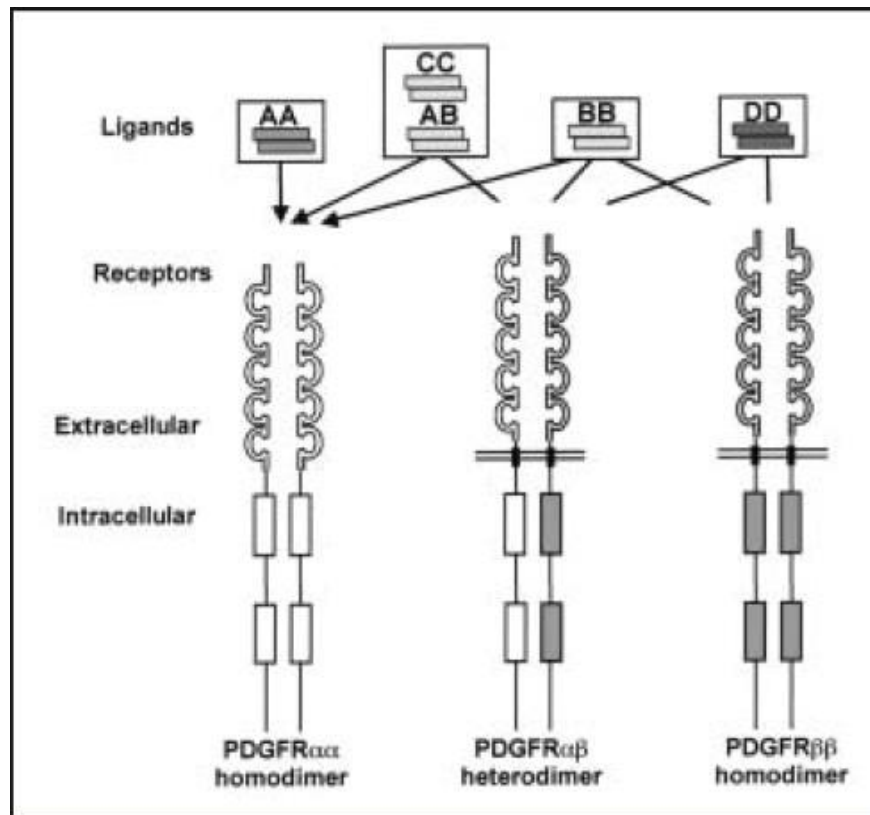 CC
AA
AB
BB
DD
Ligands
Receptors
Extracellular
Intracellular
PDGFRαα
homodimer
PDGFRαβ
heterodimer
PDGFRββ
homodimer